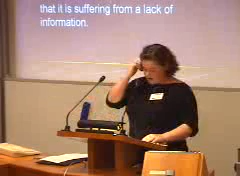 that it is suffering from a lack of
information.